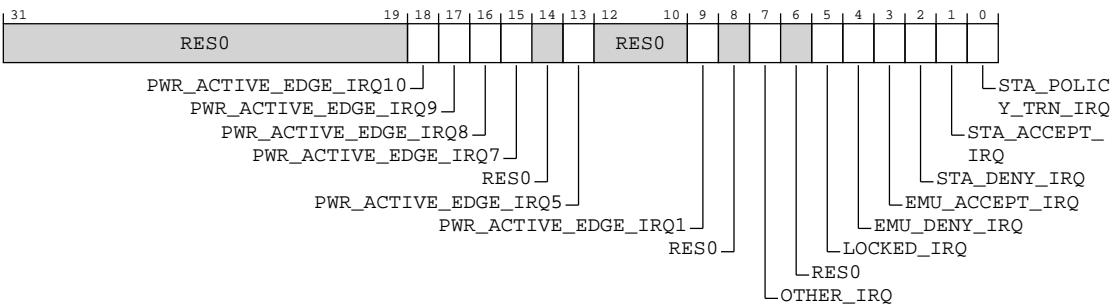 31 19 18 17 16 15 14 13 12 10 9 8 7 6 5 4 3 2 1 0
RES0 RES0
PWR_ACTIVE_EDGE_IRQ10 STA_POLIC
PWR_ACTIVE_EDGE_IRQ9 Y_TRN_IRQ
PWR_ACTIVE_EDGE_IRQ8 STA_ACCEPT_
PWR_ACTIVE_EDGE_IRQ7 IRQ
RES0 STA_DENY_IRQ
PWR_ACTIVE_EDGE_IRQ5 EMU_ACCEPT_IRQ
PWR_ACTIVE_EDGE_IRQ1 EMU_DENY_IRQ
RES0 LOCKED_IRQ
RES0
OTHER_IRQ